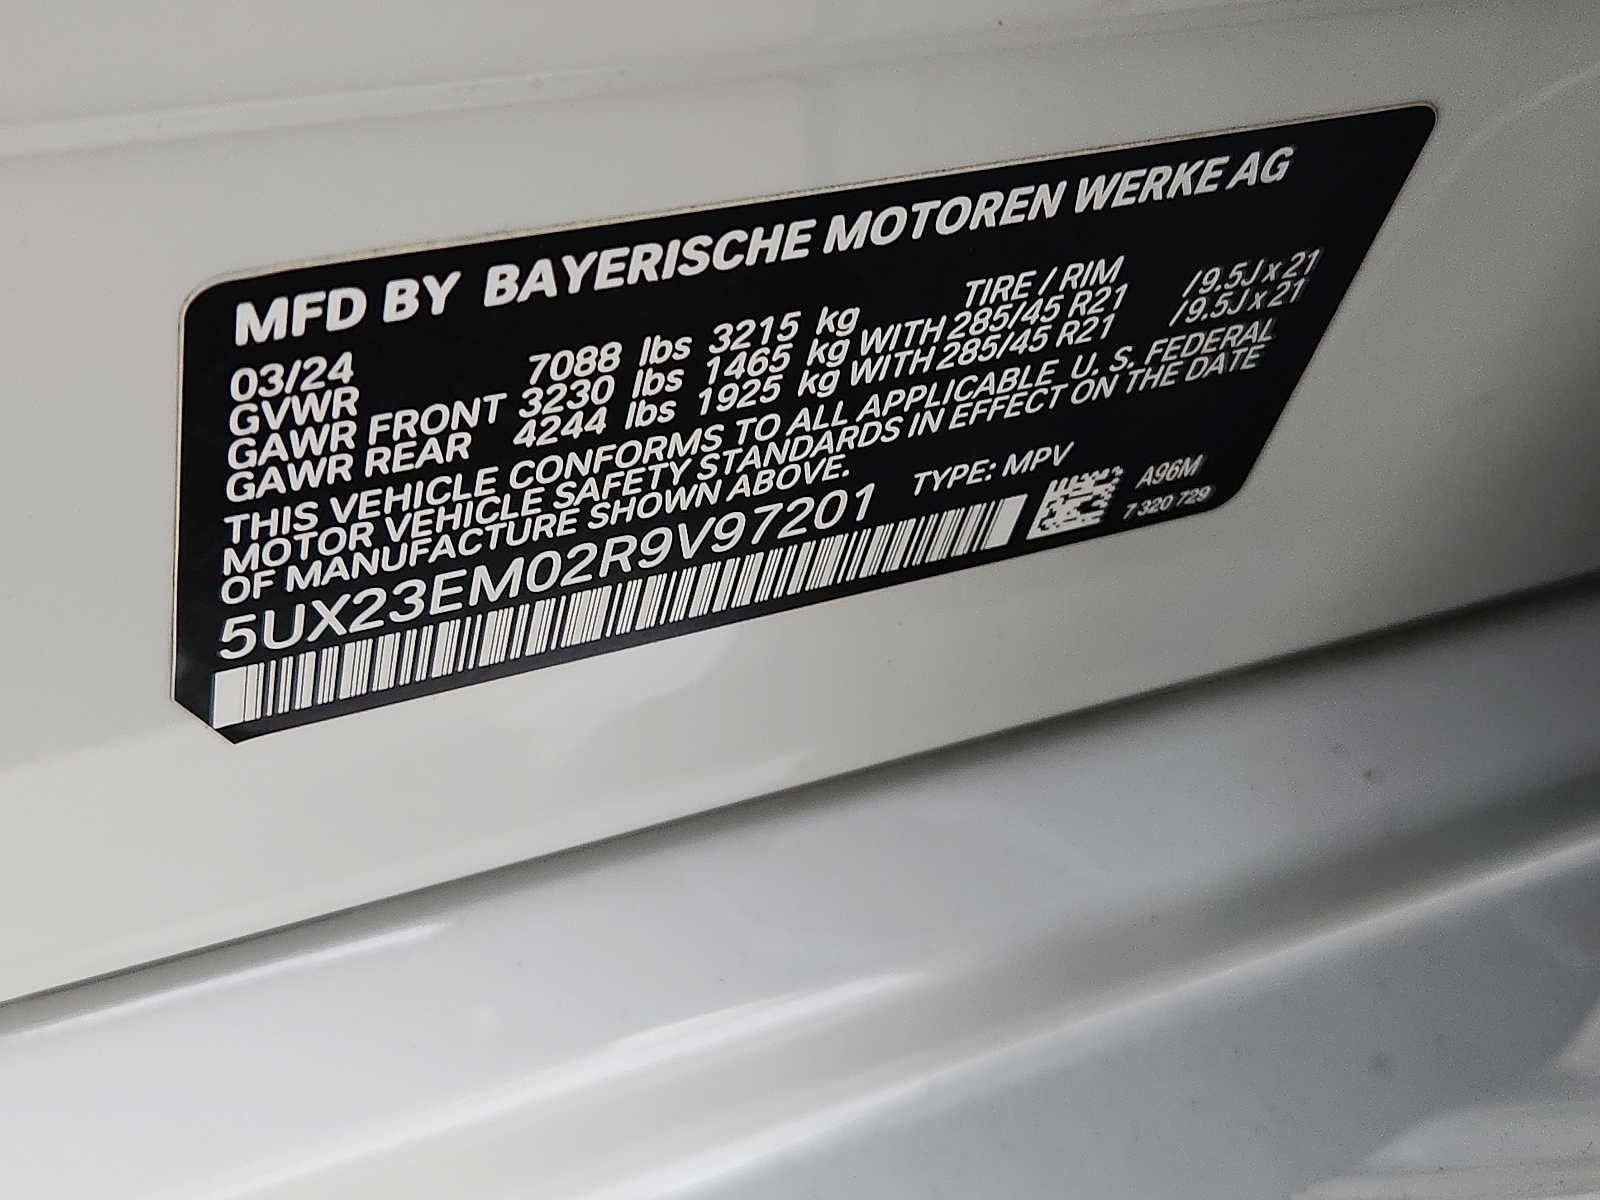 MFD BY BAYERISCHE MOTOREN WERKE AG
03/24 TIRE / RIM
GVWR 7088 lbs 3215 kg
GAWR FRONT 3230 lbs 1465 kg WITH 285/45 R21 / 9.5J x 21
GAWR REAR 4244 lbs 1925 kg WITH 285/45 R21 / 9.5J x 21
THIS VEHICLE CONFORMS TO ALL APPLICABLE U. S. FEDERAL
MOTOR VEHICLE SAFETY STANDARDS IN EFFECT ON THE DATE
OF MANUFACTURE SHOWN ABOVE.
5UX23EM02R9V97201 TYPE: MPV
A96M
7 320 729